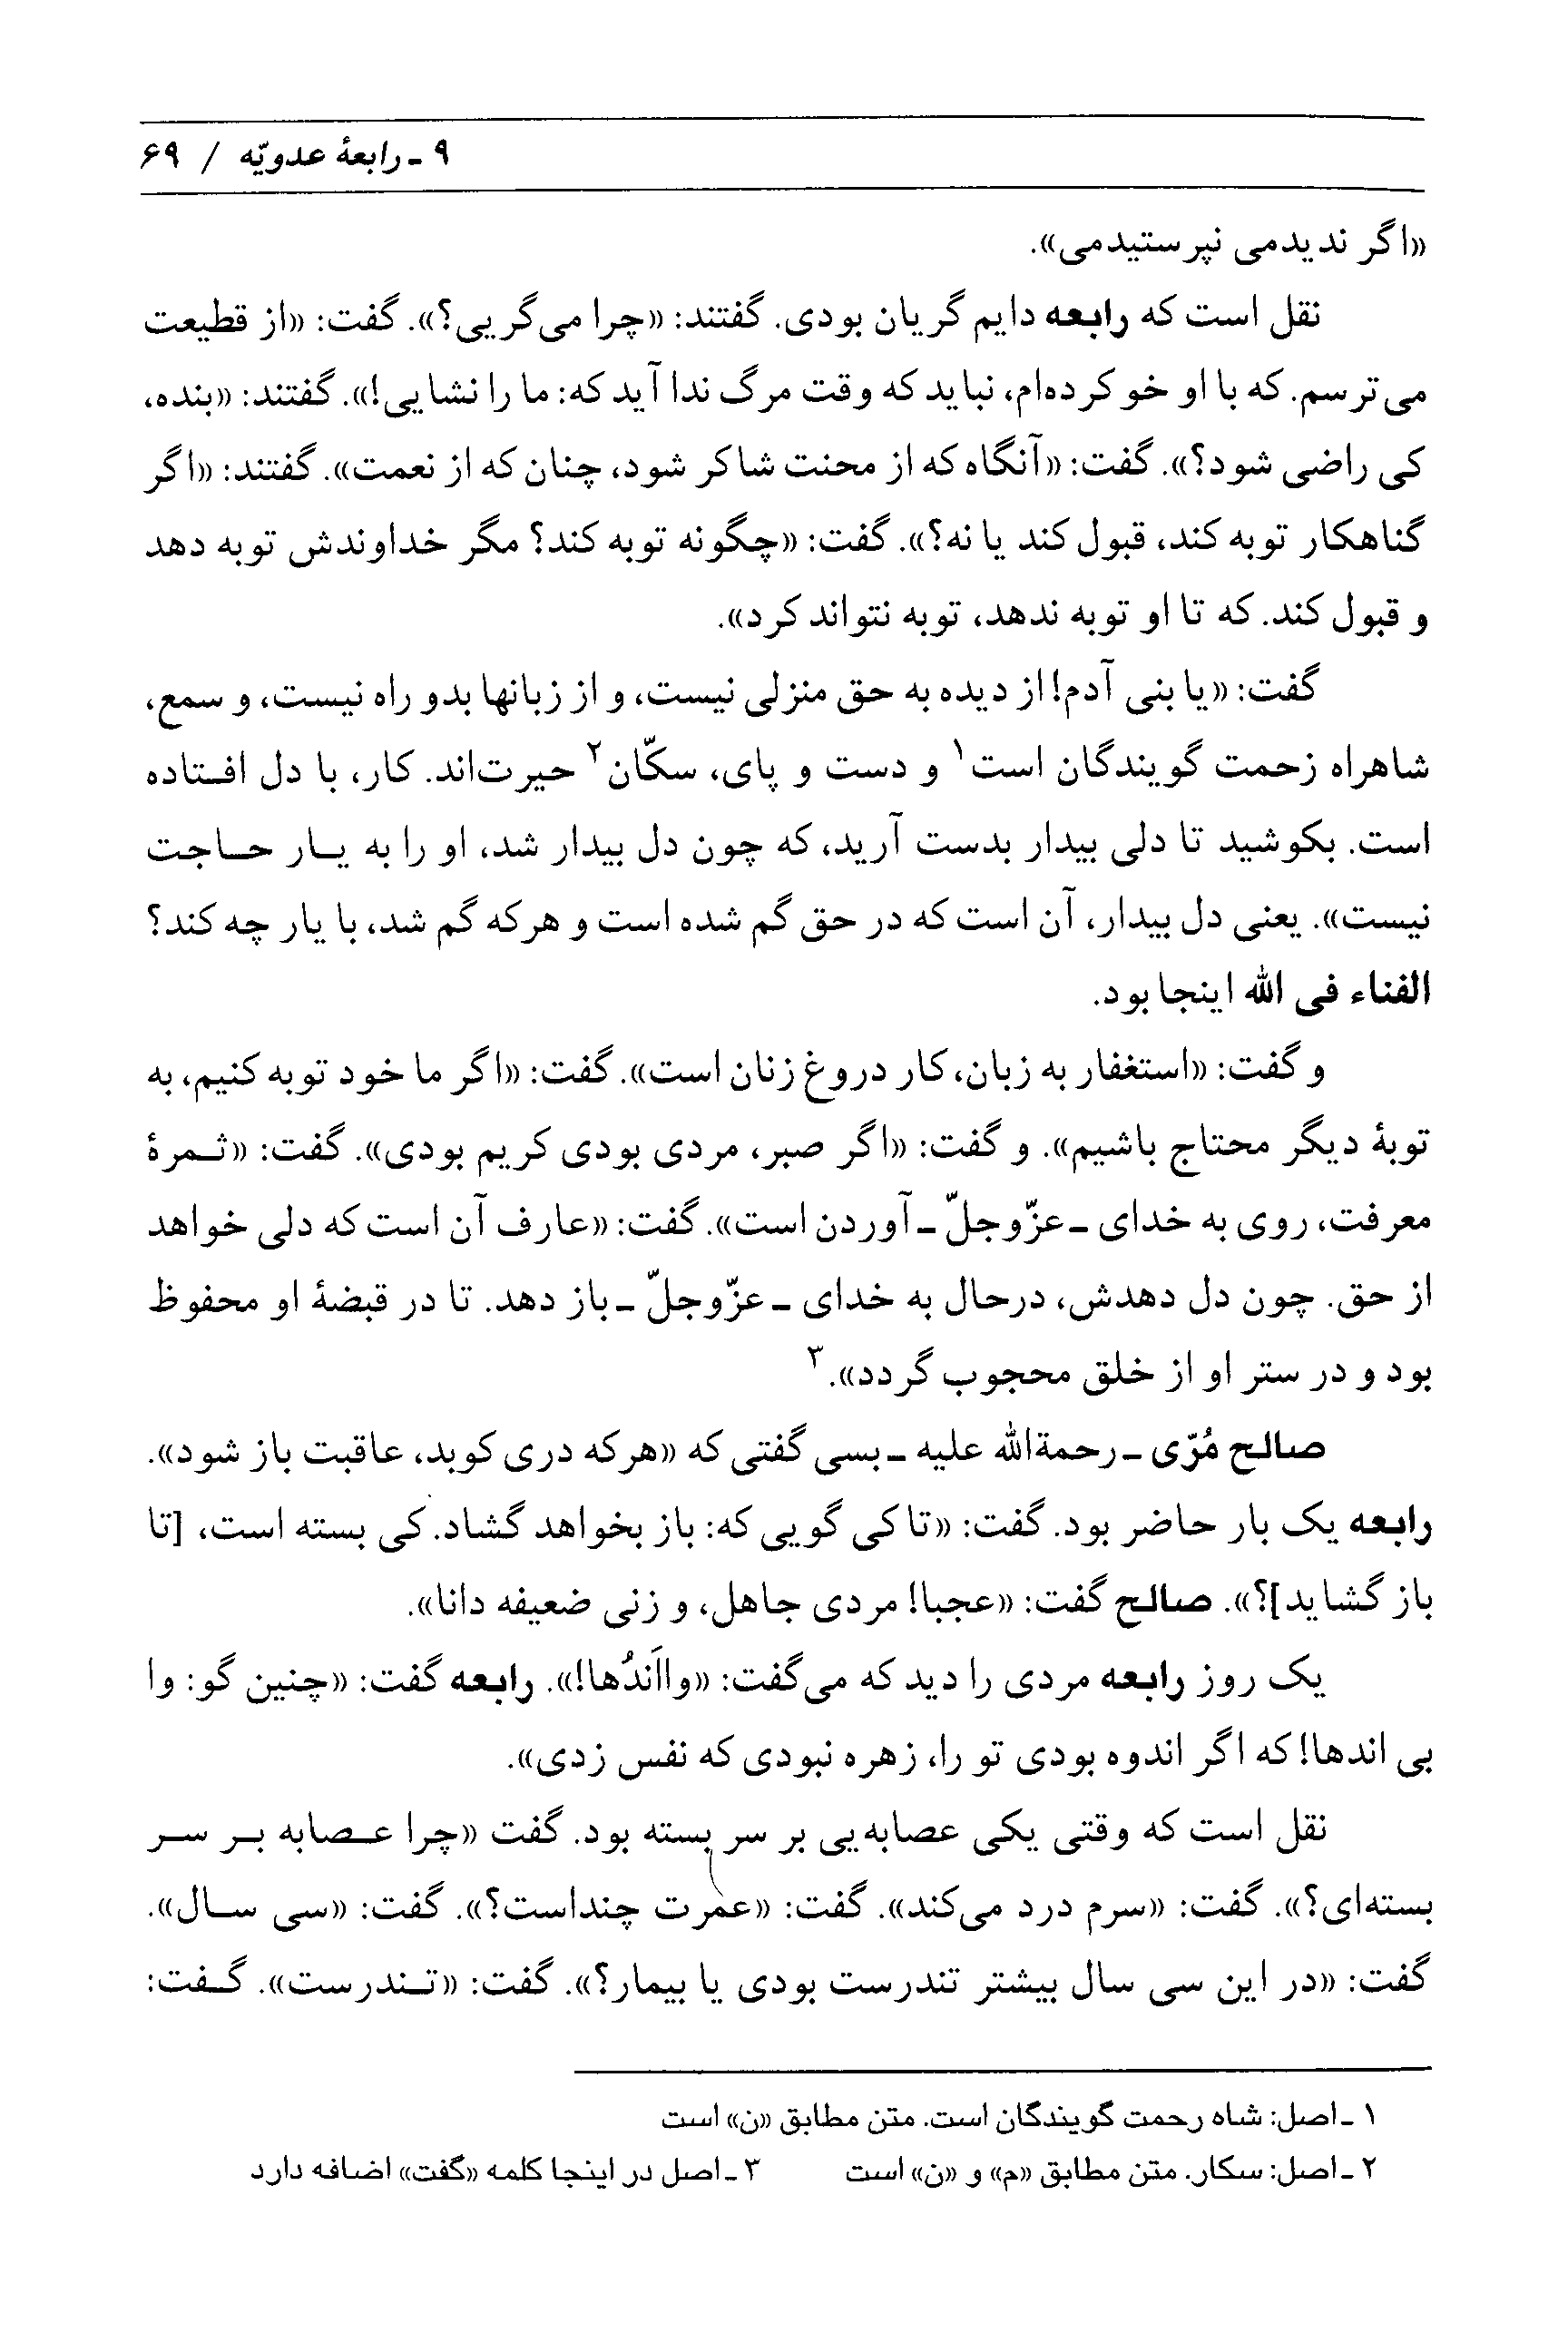 ۹ ـ رابعهٔ عدویّه / ۶۹
«اگر ندیدمی نپرستیدمی».
نقل است که رابعه دایم گریان بودی. گفتند: «چرا می‌گریی؟». گفت: «از قطیعت
می‌ترسم. که با او خو کرده‌ام، نباید که وقت مرگ ندا آید که: ما را نشایی!». گفتند: «بنده،
کی راضی شود؟». گفت: «آنگاه که از محنت شاکر شود، چنان که از نعمت». گفتند: «اگر
گناهکار توبه کند، قبول کند یا نه؟». گفت: «چگونه توبه کند؟ مگر خداوندش توبه دهد
و قبول کند. که تا او توبه ندهد، توبه نتواند کرد».
گفت: «یا بنی آدم! از دیده به حق منزلی نیست، و از زبانها بدو راه نیست، و سمع،
شاهراه زحمت گویندگان است۱ و دست و پای، سکّان۲ حیرت‌اند. کار، با دل افتاده
است. بکوشید تا دلی بیدار بدست آرید، که چون دل بیدار شد، او را به یار حاجت
نیست». یعنی دل بیدار، آن است که در حق گم شده است و هرکه گم شد، با یار چه کند؟
الفناء فی الله اینجا بود.
و گفت: «استغفار به زبان، کار دروغ زنان است». گفت: «اگر ما خود توبه کنیم، به
توبهٔ دیگر محتاج باشیم». و گفت: «اگر صبر، مردی بودی کریم بودی». گفت: «ثمرهٔ
معرفت، روی به خدای ـ عزّوجلّ ـ آوردن است». گفت: «عارف آن است که دلی خواهد
از حق. چون دل دهدش، درحال به خدای ـ عزّوجلّ ـ باز دهد. تا در قبضهٔ او محفوظ
بود و در ستر او از خلق محجوب گردد».۳
صالح مُرّی ـ رحمةالله علیه ـ بسی گفتی که «هرکه دری کوبد، عاقبت باز شود».
رابعه یک بار حاضر بود. گفت: «تا کی گویی که: باز بخواهد گشاد. کی بسته است، [تا
باز گشاید]؟». صالح گفت: «عجبا! مردی جاهل، و زنی ضعیفه دانا».
یک روز رابعه مردی را دید که می‌گفت: «وااَندُها!». رابعه گفت: «چنین گو: وا
بی اندها! که اگر اندوه بودی تو را، زهره نبودی که نفس زدی».
نقل است که وقتی یکی عصابه‌یی بر سر بسته بود. گفت «چرا عصابه بر سر
بسته‌ای؟». گفت: «سرم درد می‌کند». گفت: «عمرت چنداست؟». گفت: «سی سال».
گفت: «در این سی سال بیشتر تندرست بودی یا بیمار؟». گفت: «تندرست». گفت:
۱ ـ اصل: شاه رحمت گویندگان است. متن مطابق «ن» است
۲ ـ اصل: سکار. متن مطابق «م» و «ن» است ۳ ـ اصل در اینجا کلمه «گفت» اضافه دارد